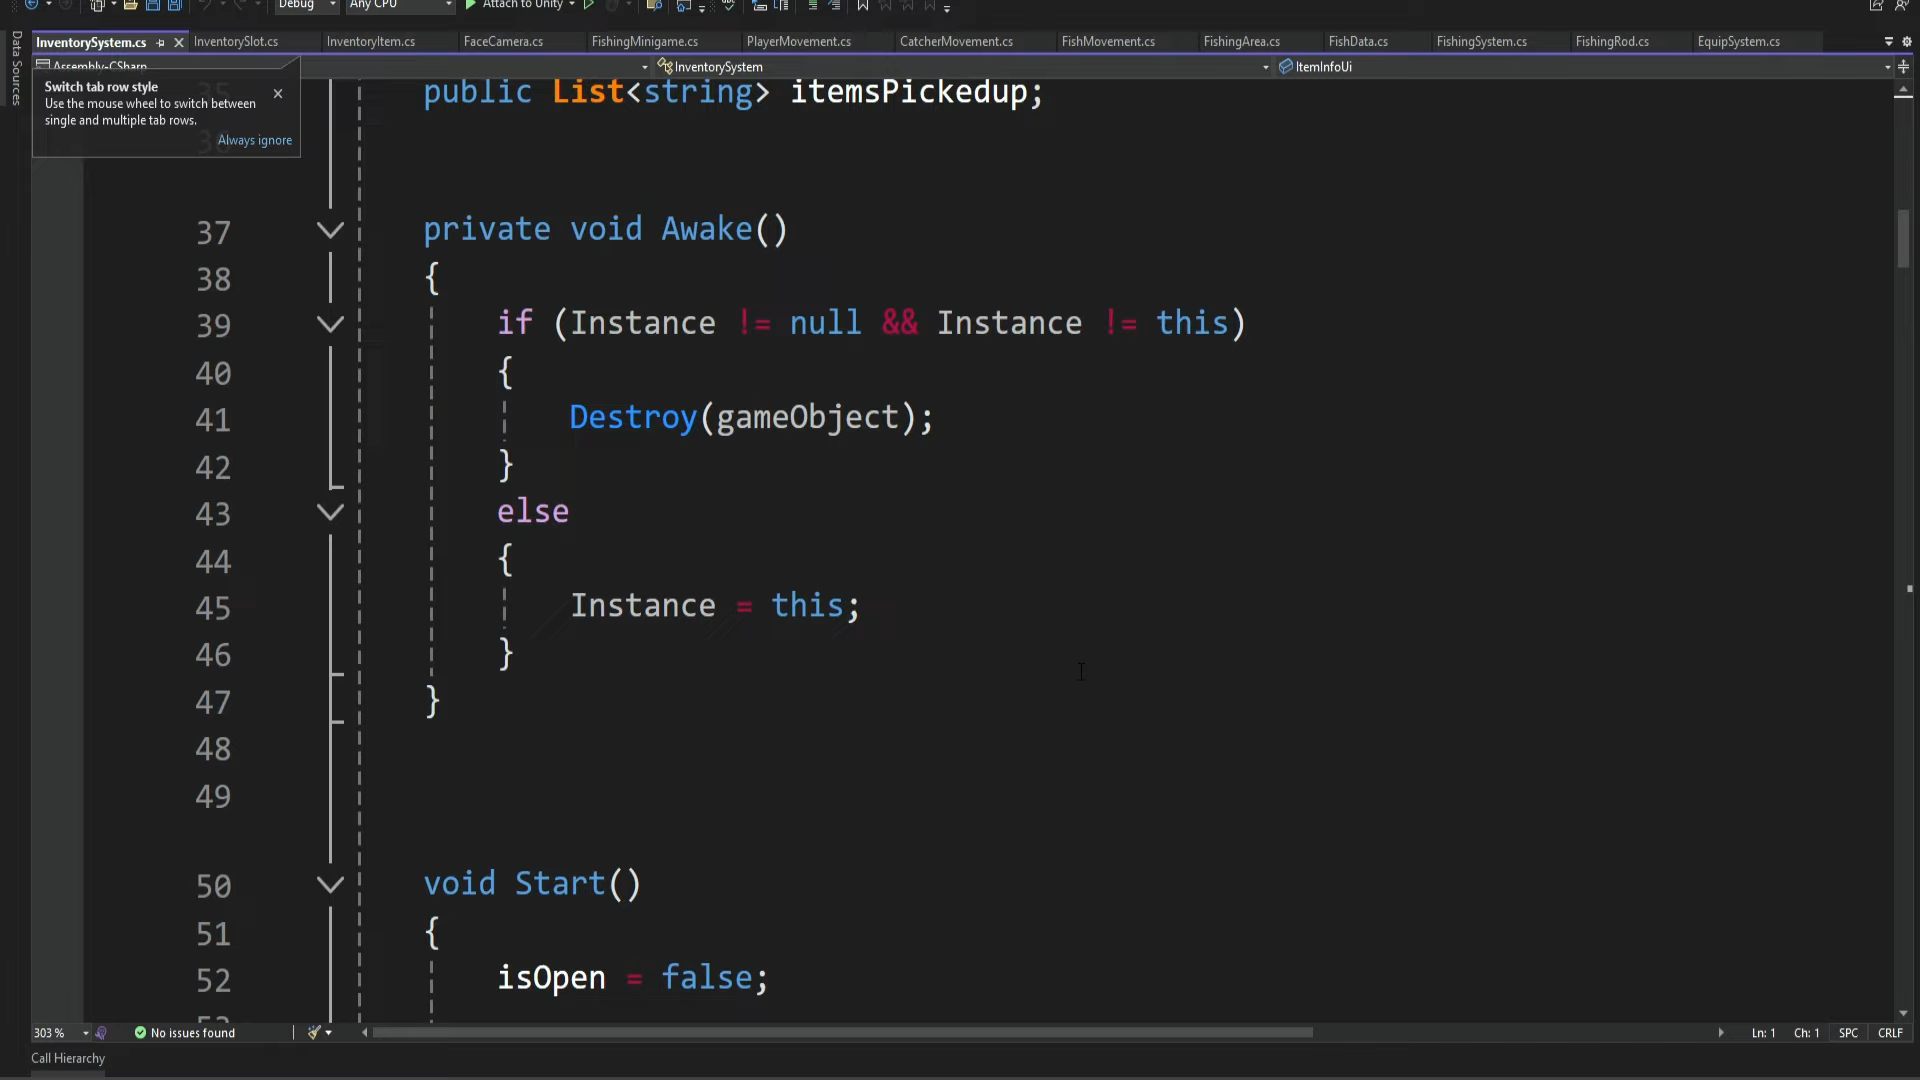 Debug
Any CPU
Attach to Unity
Data Sources
InventorySystem.cs
InventorySlot.cs
InventoryItem.cs
FaceCamera.cs
FishingMinigame.cs
PlayerMovement.cs
CatcherMovement.cs
FishMovement.cs
FishingArea.cs
FishData.cs
FishingSystem.cs
FishingRod.cs
EquipSystem.cs
Assembly-CSharp
InventorySystem
ItemInfoUi
Switch tab row style
Use the mouse wheel to switch between
single and multiple tab rows.
Always ignore
35 public List<string> itemsPickedup;
36
37 private void Awake()
38 {
39 if (Instance != null && Instance != this)
40 {
41 Destroy(gameObject);
42 }
43 else
44 {
45 Instance = this;
46 }
47 }
48
49
50 void Start()
51 {
52 isOpen = false;
303 %
No issues found
Ln: 1
Ch: 1
SPC
CRLF
Call Hierarchy